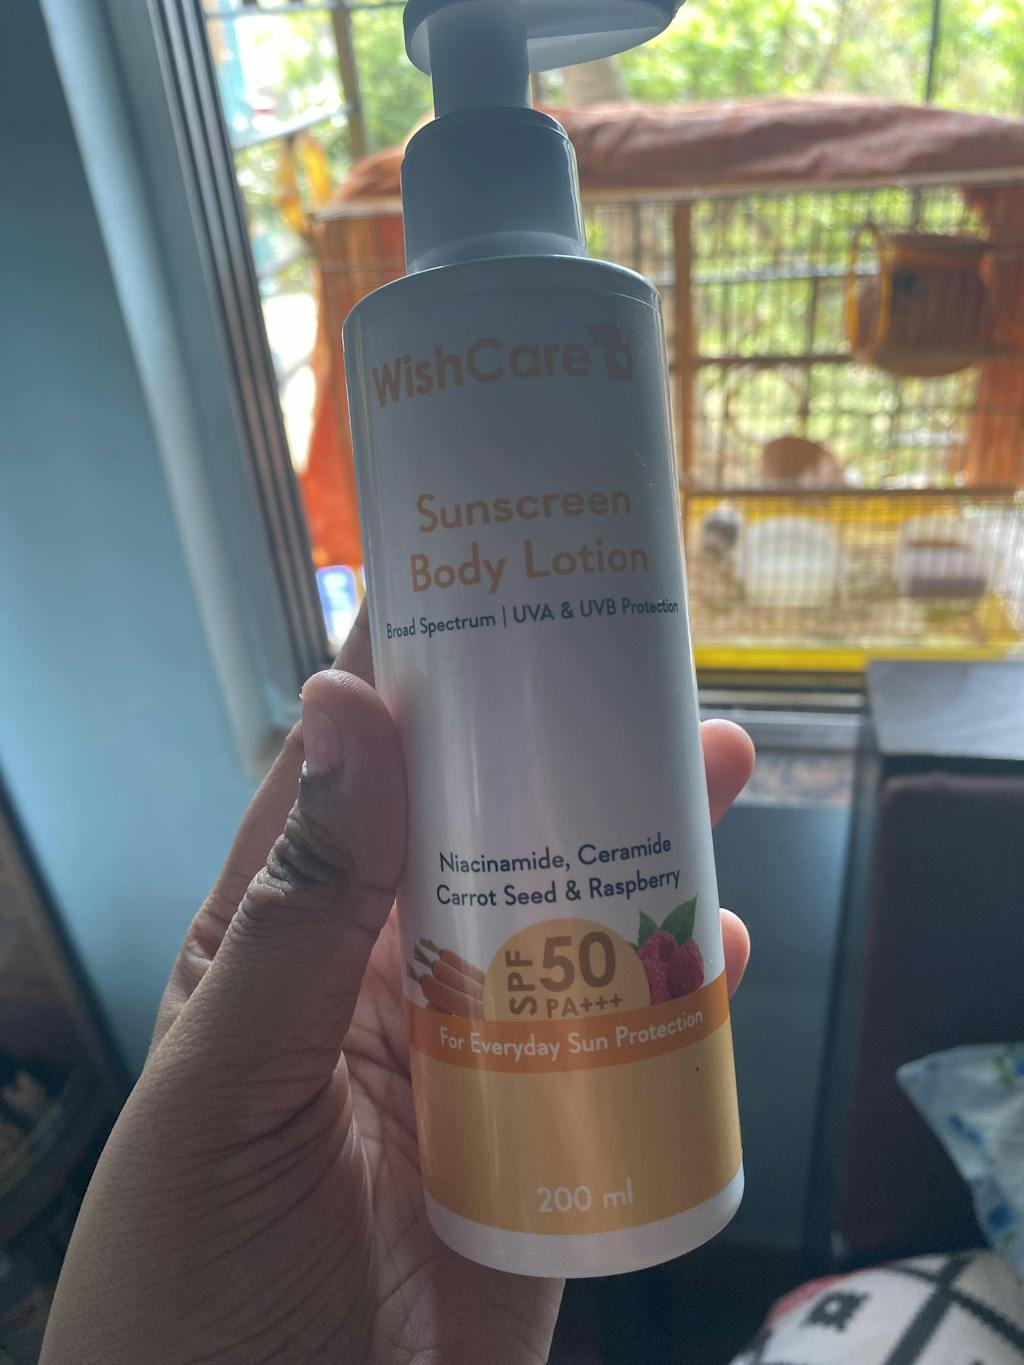 WishCare
Sunscreen
Body Lotion
Broad Spectrum | UVA & UVB Protection
Niacinamide, Ceramide
Carrot Seed & Raspberry
SPF 50
PA+++
For Everyday Sun Protection
200 ml